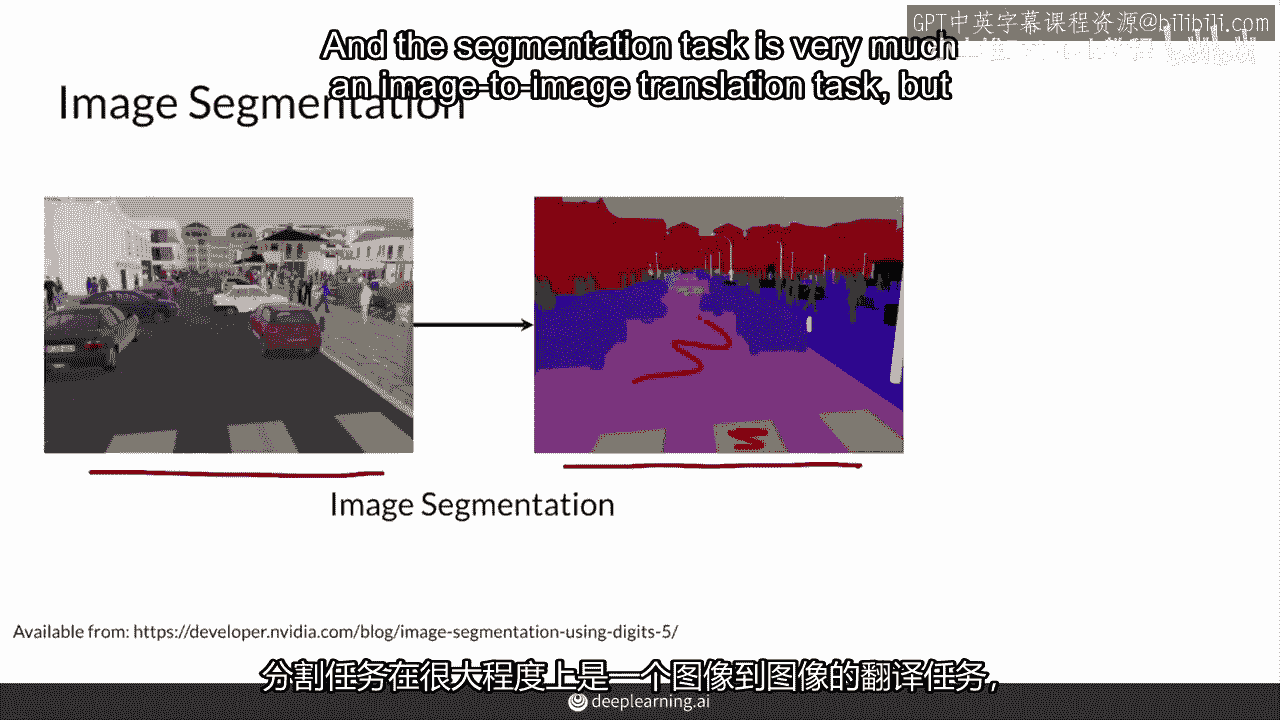 GPT中英字幕课程资源@bilibili.com
And the segmentation task is very much
an image-to-image translation task, but
Image Segmentation
Image Segmentation
Available from: https://developer.nvidia.com/blog/image-segmentation-using-digits-5/
分割任务在很大程度上是一个图像到图像的翻译任务，
deeplearning.ai